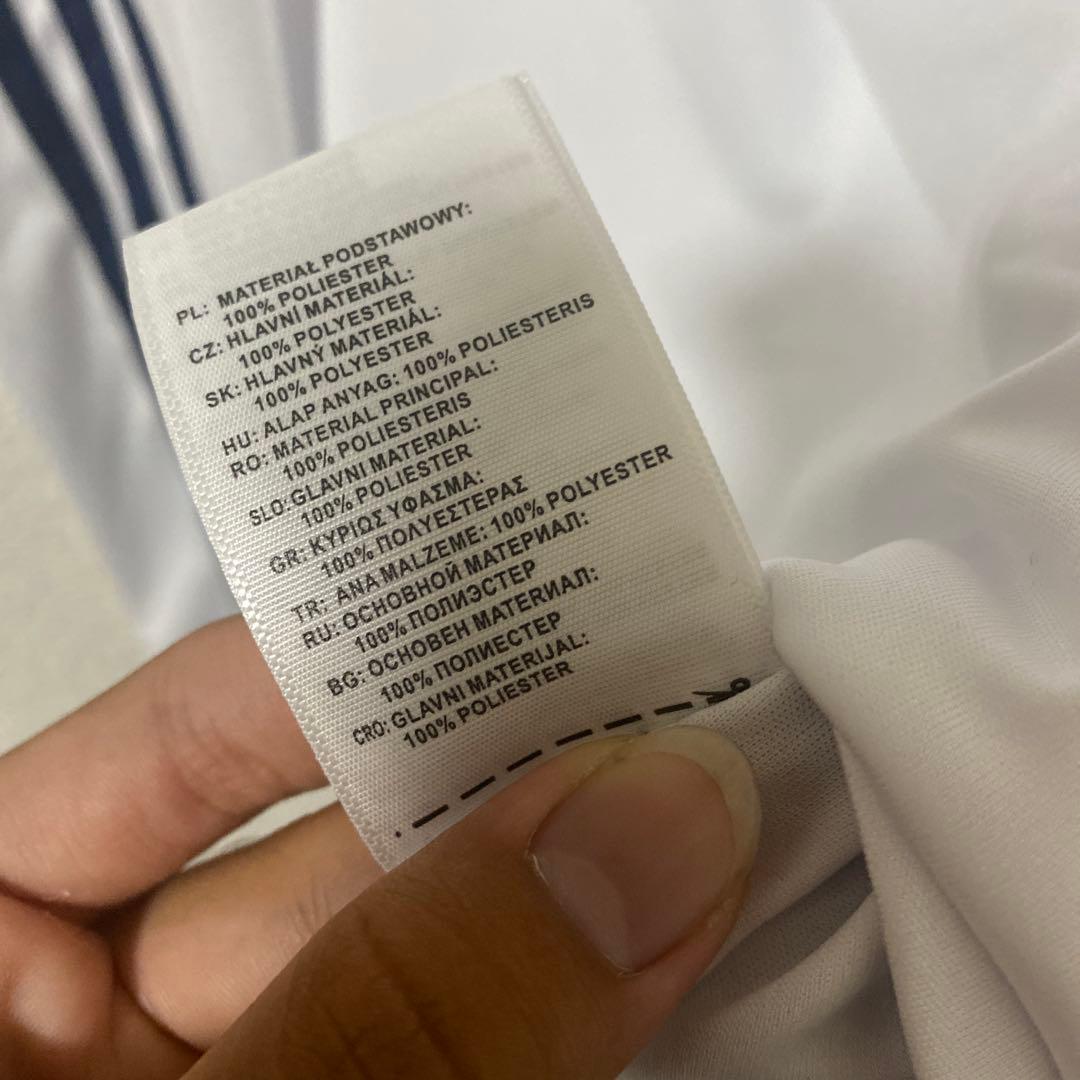 PL: MATERIAŁ PODSTAWOWY:
100% POLIESTER
CZ: HLAVNÍ MATERIÁL:
100% POLYESTER
SK: HLAVNÝ MATERIÁL:
100% POLYESTER
HU: ALAP ANYAG: 100% POLIESTERIS
RO: MATERIAL PRINCIPAL:
100% POLIESTERIS
SLO: GLAVNI MATERIAL:
100% POLIESTER
GR: ΚΥΡΙΩΣ ΥΦΑΣΜΑ:
100% ΠΟΛΥΕΣΤΕΡΑΣ
TR: ANA MALZEME: 100% POLYESTER
RU: ОСНОВНОЙ МАТЕРИАЛ:
100% ПОЛИЭСТЕР
BG: ОСНОВЕН МАТЕRИАЛ:
100% ПОЛИЕСТЕР
CRO: GLAVNI MATERIJAL:
100% POLIESTER